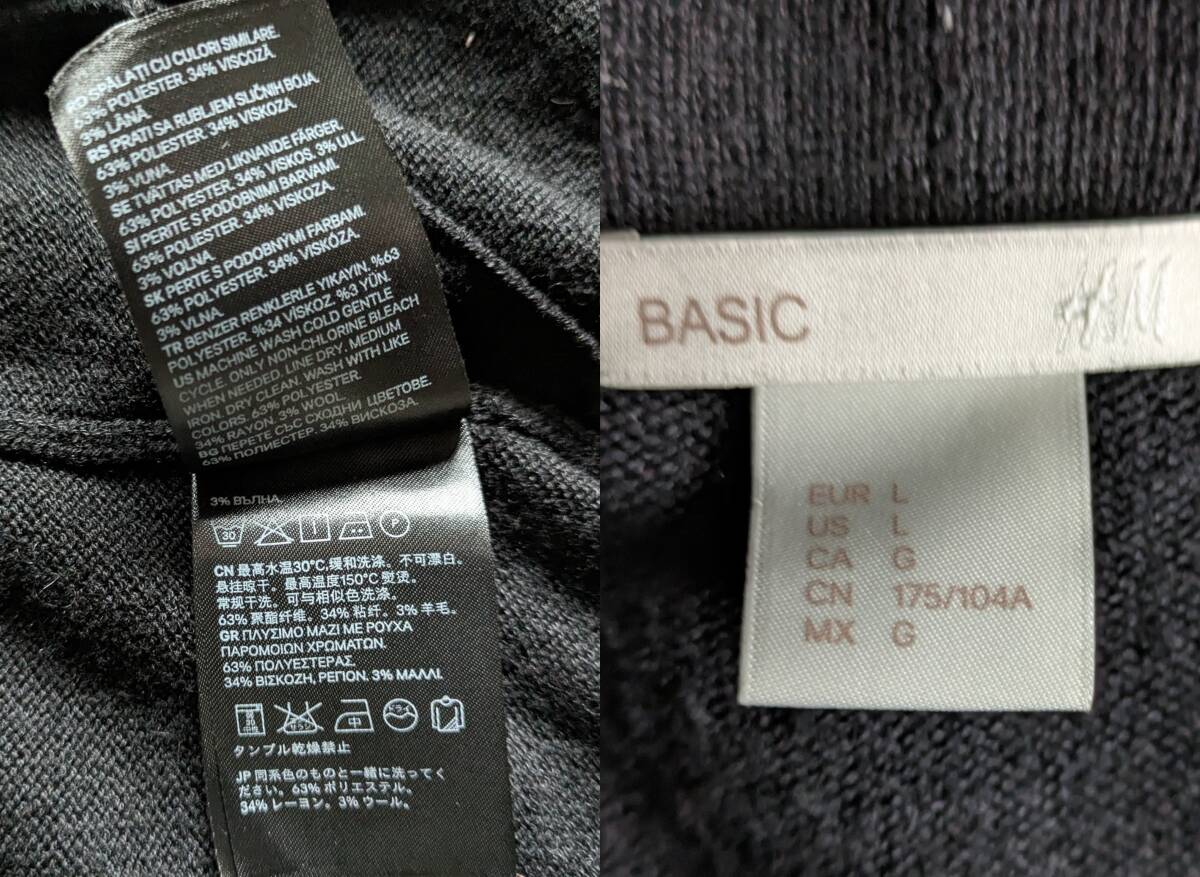 RO SPĂLAȚI CU CULORI SIMILARE.
63% POLIESTER. 34% VISCOZĂ
3% LÂNĂ.
RS PRATI SA RUBLJEM SLIČNIH BOJA.
63% POLIESTER. 34% VISKOZA.
3% VUNA.
SE TVÄTTAS MED LIKNANDE FÄRGER.
63% POLYESTER. 34% VISKOS. 3% ULL
SI PERITE S PODOBNIMI BARVAMI.
63% POLIESTER. 34% VISKOZA.
3% VOLNA.
SK PERTE S PODOBNÝMI FARBAMI.
63% POLYESTER. 34% VISKÓZA.
3% VLNA.
TR BENZER RENKLERLE YIKAYIN. %63
POLYESTER. %34 VİSKOZ. %3 YÜN.
US MACHINE WASH COLD GENTLE
CYCLE. ONLY NON-CHLORINE BLEACH
WHEN NEEDED. LINE DRY. MEDIUM
IRON. DRY CLEAN. WASH WITH LIKE
COLORS. 63% POLYESTER.
34% RAYON. 3% WOOL.
BG ПЕРЕТЕ СЪС СХОДНИ ЦВЕТОВЕ.
63% ПОЛИЕСТЕР. 34% ВИСКОЗА.
3% ВЪЛНА.
30 P
CN 最高水温30°C,缓和洗涤。不可漂白。
悬挂晾干。最高温度150°C 熨烫。
常规干洗。可与相似色洗涤。
63% 聚酯纤维。34% 粘纤。3% 羊毛。
GR ΠΛΥΣΙΜΟ ΜΑΖΙ ΜΕ ΡΟΥΧΑ
ΠΑΡΟΜΟΙΩΝ ΧΡΩΜΑΤΩΝ.
63% ΠΟΛΥΕΣΤΕΡΑΣ.
34% ΒΙΣΚΟΖΗ, ΡΕΓΙΟΝ. 3% ΜΑΛΛΙ.
中 ドライ
タンブル乾燥禁止
JP 同系色のものと一緒に洗ってく
ださい。63% ポリエステル。
34% レーヨン。3% ウール。
BASIC H&M
EUR L
US L
CA G
CN 175/104A
MX G